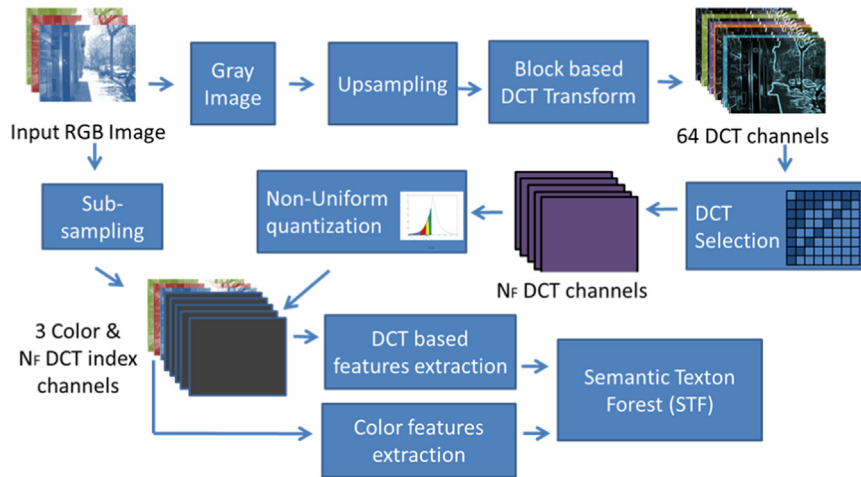 Input RGB Image
Gray
Image
Upsampling
Block based
DCT Transform
64 DCT channels
Sub-
sampling
Non-Uniform
quantization
NF DCT channels
DCT
Selection
3 Color &
NF DCT index
channels
DCT based
features extraction
Color features
extraction
Semantic Texton
Forest (STF)